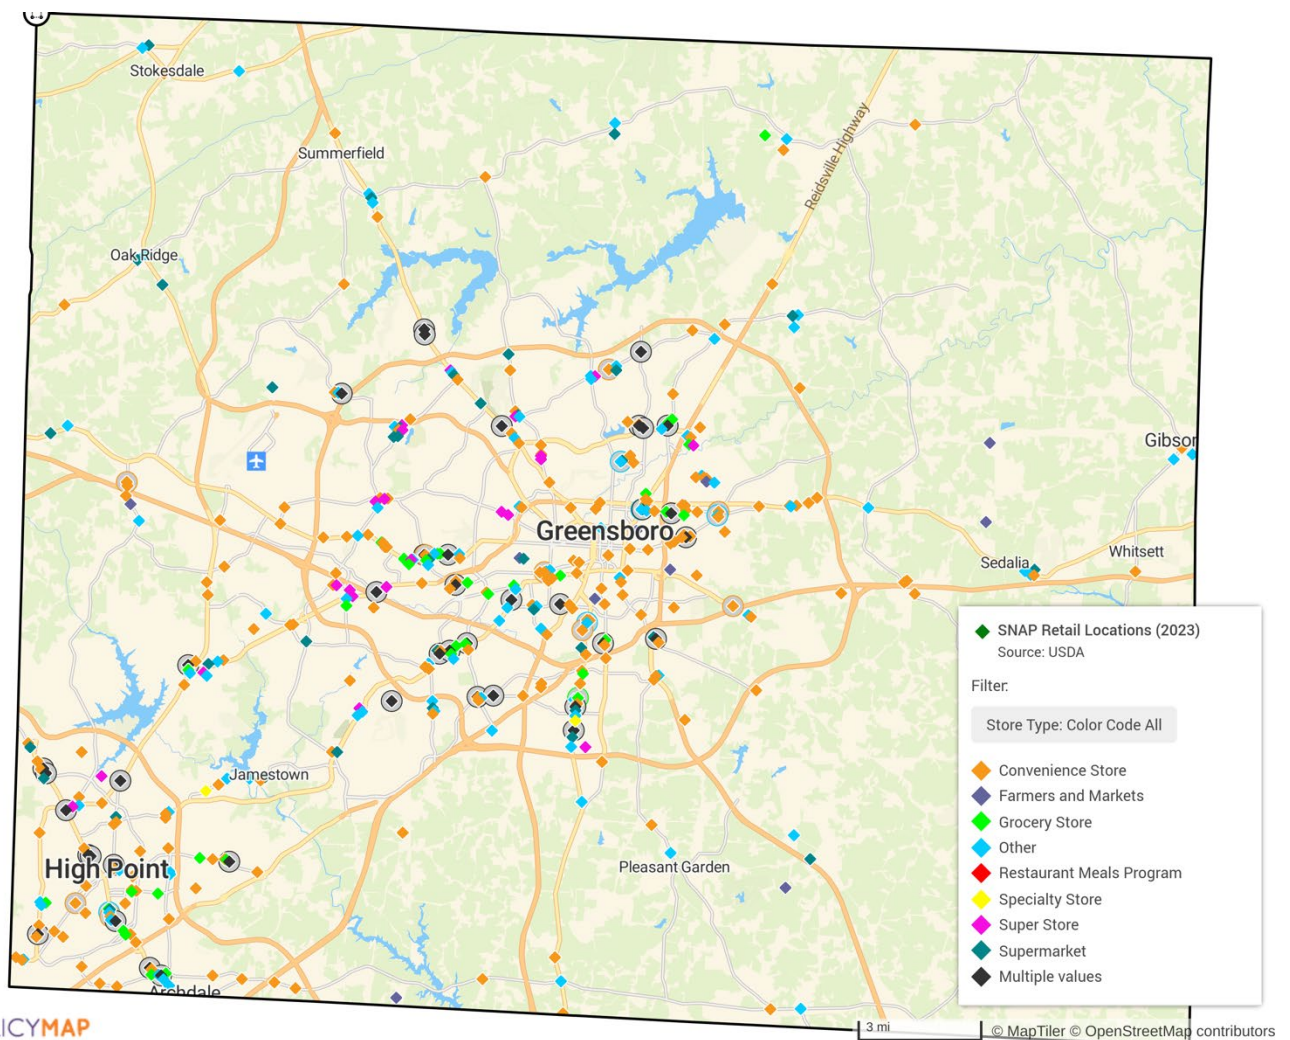 Stokesdale
Summerfield
Reidsville Highway
Oak Ridge
Gibson
Greensboro
Sedalia
Whitsett
Jamestown
High Point
Pleasant Garden
Archdale
SNAP Retail Locations (2023)
Source: USDA
Filter:
Store Type: Color Code All
Convenience Store
Farmers and Markets
Grocery Store
Other
Restaurant Meals Program
Specialty Store
Super Store
Supermarket
Multiple values
ICYMAP
3 mi
© MapTiler © OpenStreetMap contributors